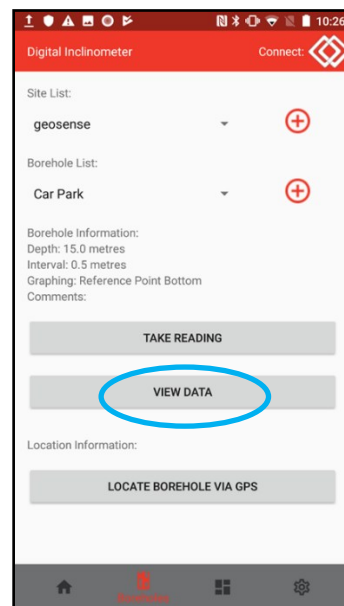 10:26
Digital Inclinometer
Connect:
Site List:
geosense
Borehole List:
Car Park
Borehole Information:
Depth: 15.0 metres
Interval: 0.5 metres
Graphing: Reference Point Bottom
Comments:
TAKE READING
VIEW DATA
Location Information:
LOCATE BOREHOLE VIA GPS